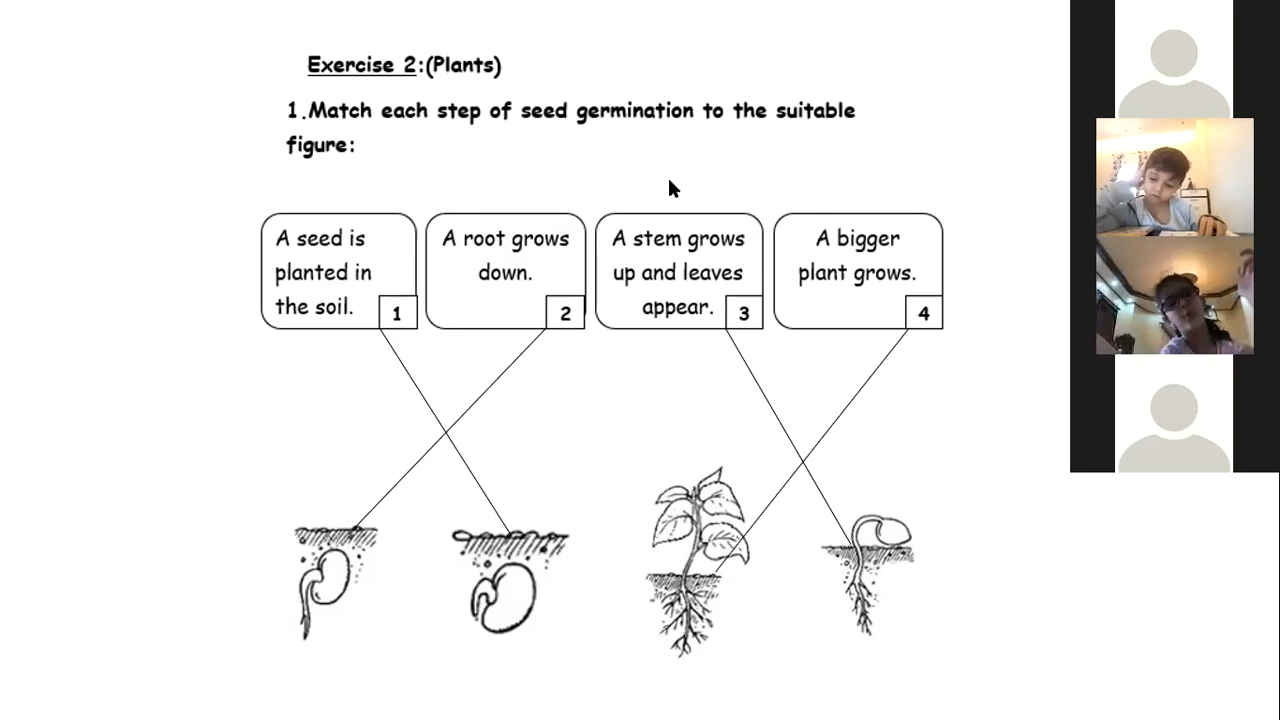 Exercise 2:(Plants)
1.Match each step of seed germination to the suitable
figure:
A seed is
planted in
the soil.
1
A root grows
down.
2
A stem grows
up and leaves
appear.
3
A bigger
plant grows.
4